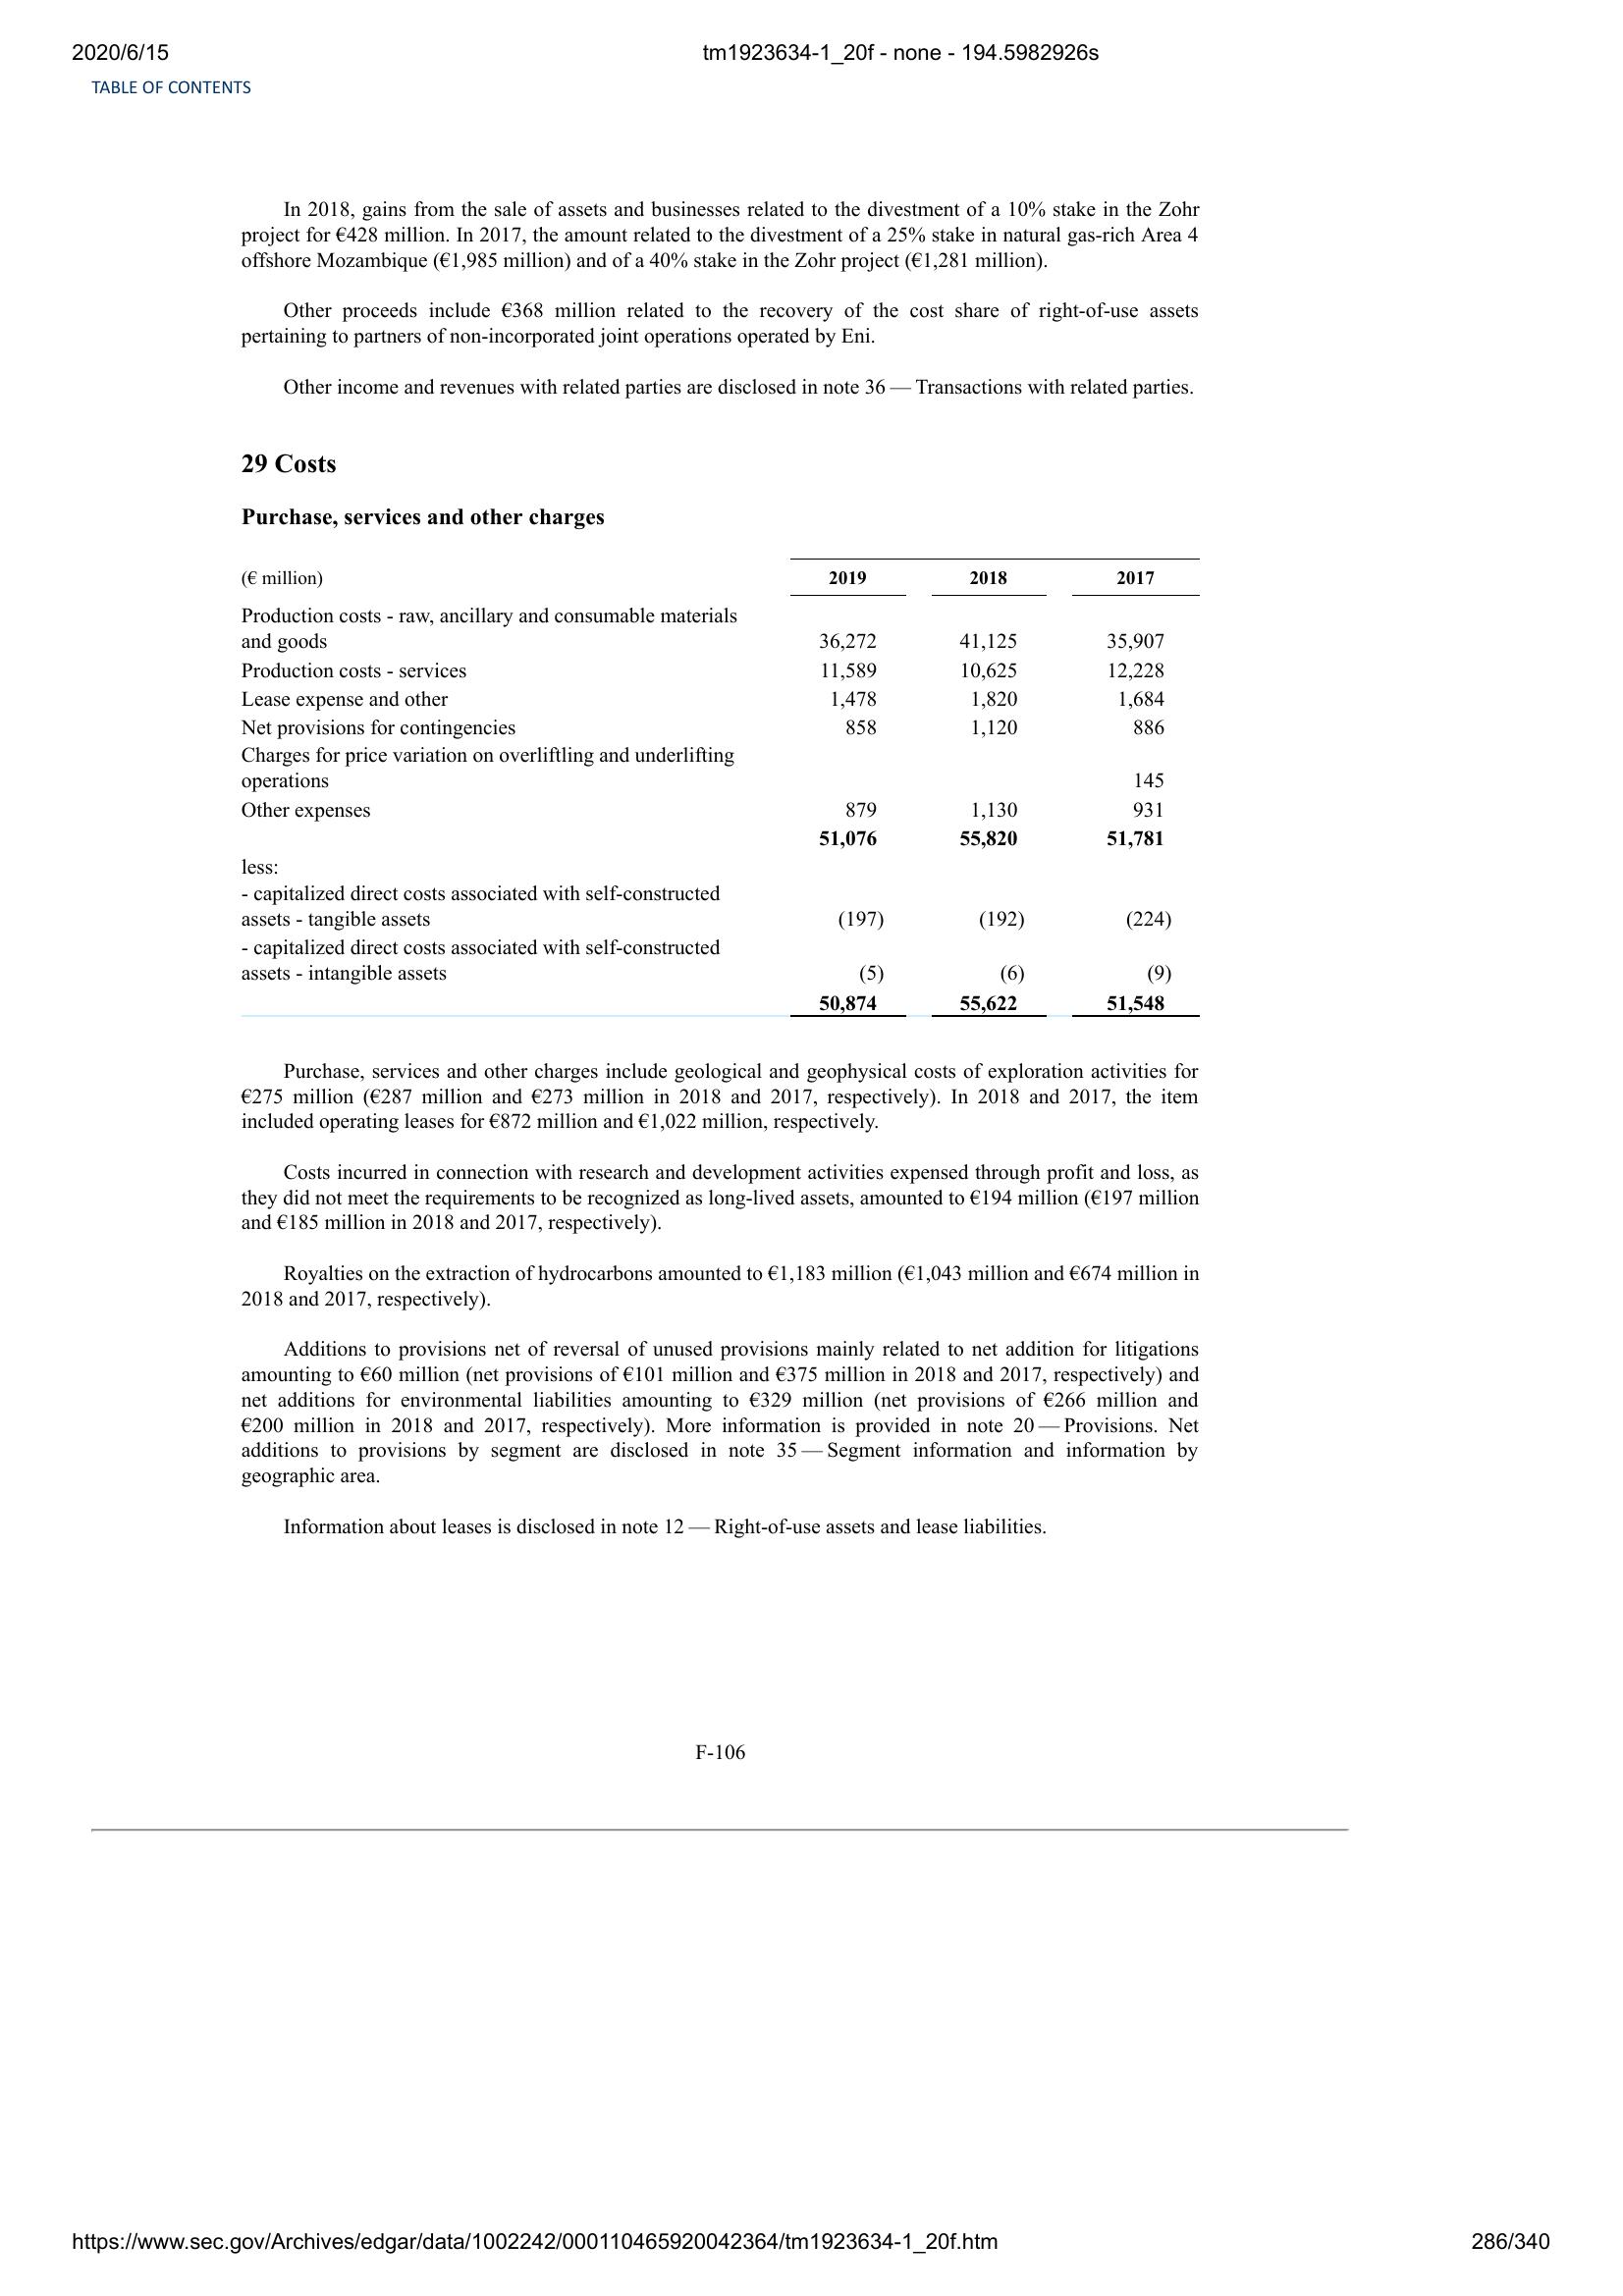 2020/6/15 tm1923634-1_20f - none - 194.5982926s
TABLE OF CONTENTS
In 2018, gains from the sale of assets and businesses related to the divestment of a 10% stake in the Zohr
project for €428 million. In 2017, the amount related to the divestment of a 25% stake in natural gas-rich Area 4
offshore Mozambique (€1,985 million) and of a 40% stake in the Zohr project (€1,281 million).
Other proceeds include €368 million related to the recovery of the cost share of right-of-use assets
pertaining to partners of non-incorporated joint operations operated by Eni.
Other income and revenues with related parties are disclosed in note 36 — Transactions with related parties.
29 Costs
Purchase, services and other charges
(€ million) 2019 2018 2017
Production costs - raw, ancillary and consumable materials
and goods 36,272 41,125 35,907
Production costs - services 11,589 10,625 12,228
Lease expense and other 1,478 1,820 1,684
Net provisions for contingencies 858 1,120 886
Charges for price variation on overliftling and underlifting
operations 145
Other expenses 879 1,130 931
51,076 55,820 51,781
less:
- capitalized direct costs associated with self-constructed
assets - tangible assets (197) (192) (224)
- capitalized direct costs associated with self-constructed
assets - intangible assets (5) (6) (9)
50,874 55,622 51,548
Purchase, services and other charges include geological and geophysical costs of exploration activities for
€275 million (€287 million and €273 million in 2018 and 2017, respectively). In 2018 and 2017, the item
included operating leases for €872 million and €1,022 million, respectively.
Costs incurred in connection with research and development activities expensed through profit and loss, as
they did not meet the requirements to be recognized as long-lived assets, amounted to €194 million (€197 million
and €185 million in 2018 and 2017, respectively).
Royalties on the extraction of hydrocarbons amounted to €1,183 million (€1,043 million and €674 million in
2018 and 2017, respectively).
Additions to provisions net of reversal of unused provisions mainly related to net addition for litigations
amounting to €60 million (net provisions of €101 million and €375 million in 2018 and 2017, respectively) and
net additions for environmental liabilities amounting to €329 million (net provisions of €266 million and
€200 million in 2018 and 2017, respectively). More information is provided in note 20 — Provisions. Net
additions to provisions by segment are disclosed in note 35 — Segment information and information by
geographic area.
Information about leases is disclosed in note 12 — Right-of-use assets and lease liabilities.
F-106
https://www.sec.gov/Archives/edgar/data/1002242/000110465920042364/tm1923634-1_20f.htm 286/340